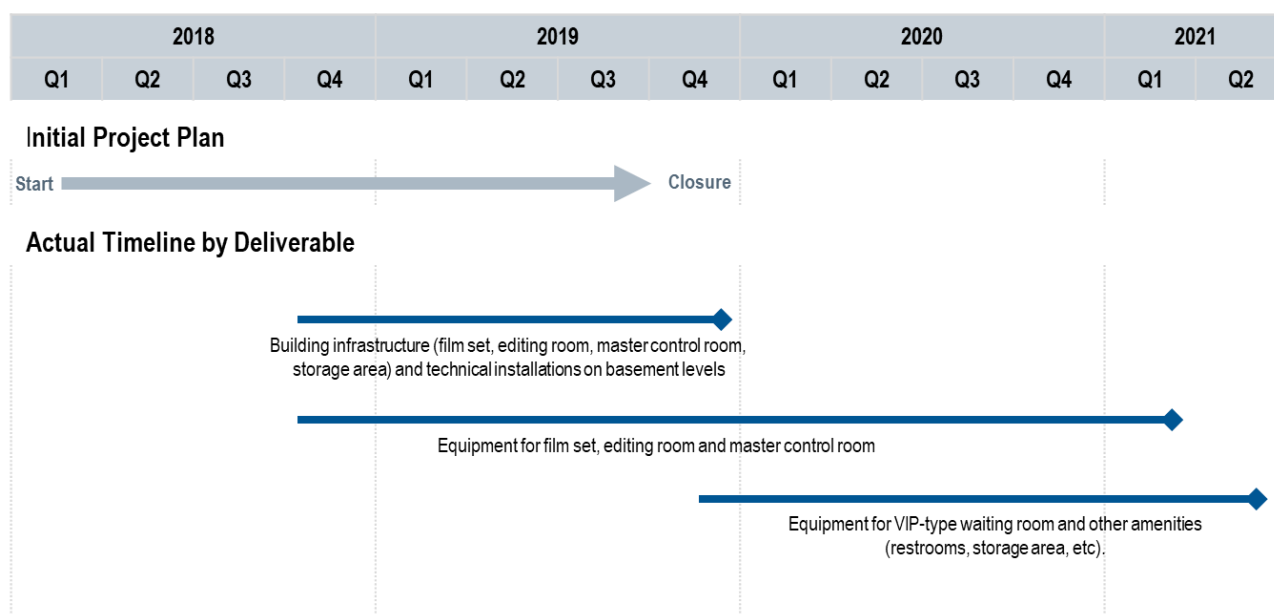 2018 2019 2020 2021
Q1 Q2 Q3 Q4 Q1 Q2 Q3 Q4 Q1 Q2 Q3 Q4 Q1 Q2
Initial Project Plan
Start Closure
Actual Timeline by Deliverable
Building infrastructure (film set, editing room, master control room,
storage area) and technical installations on basement levels
Equipment for film set, editing room and master control room
Equipment for VIP-type waiting room and other amenities
(restrooms, storage area, etc).